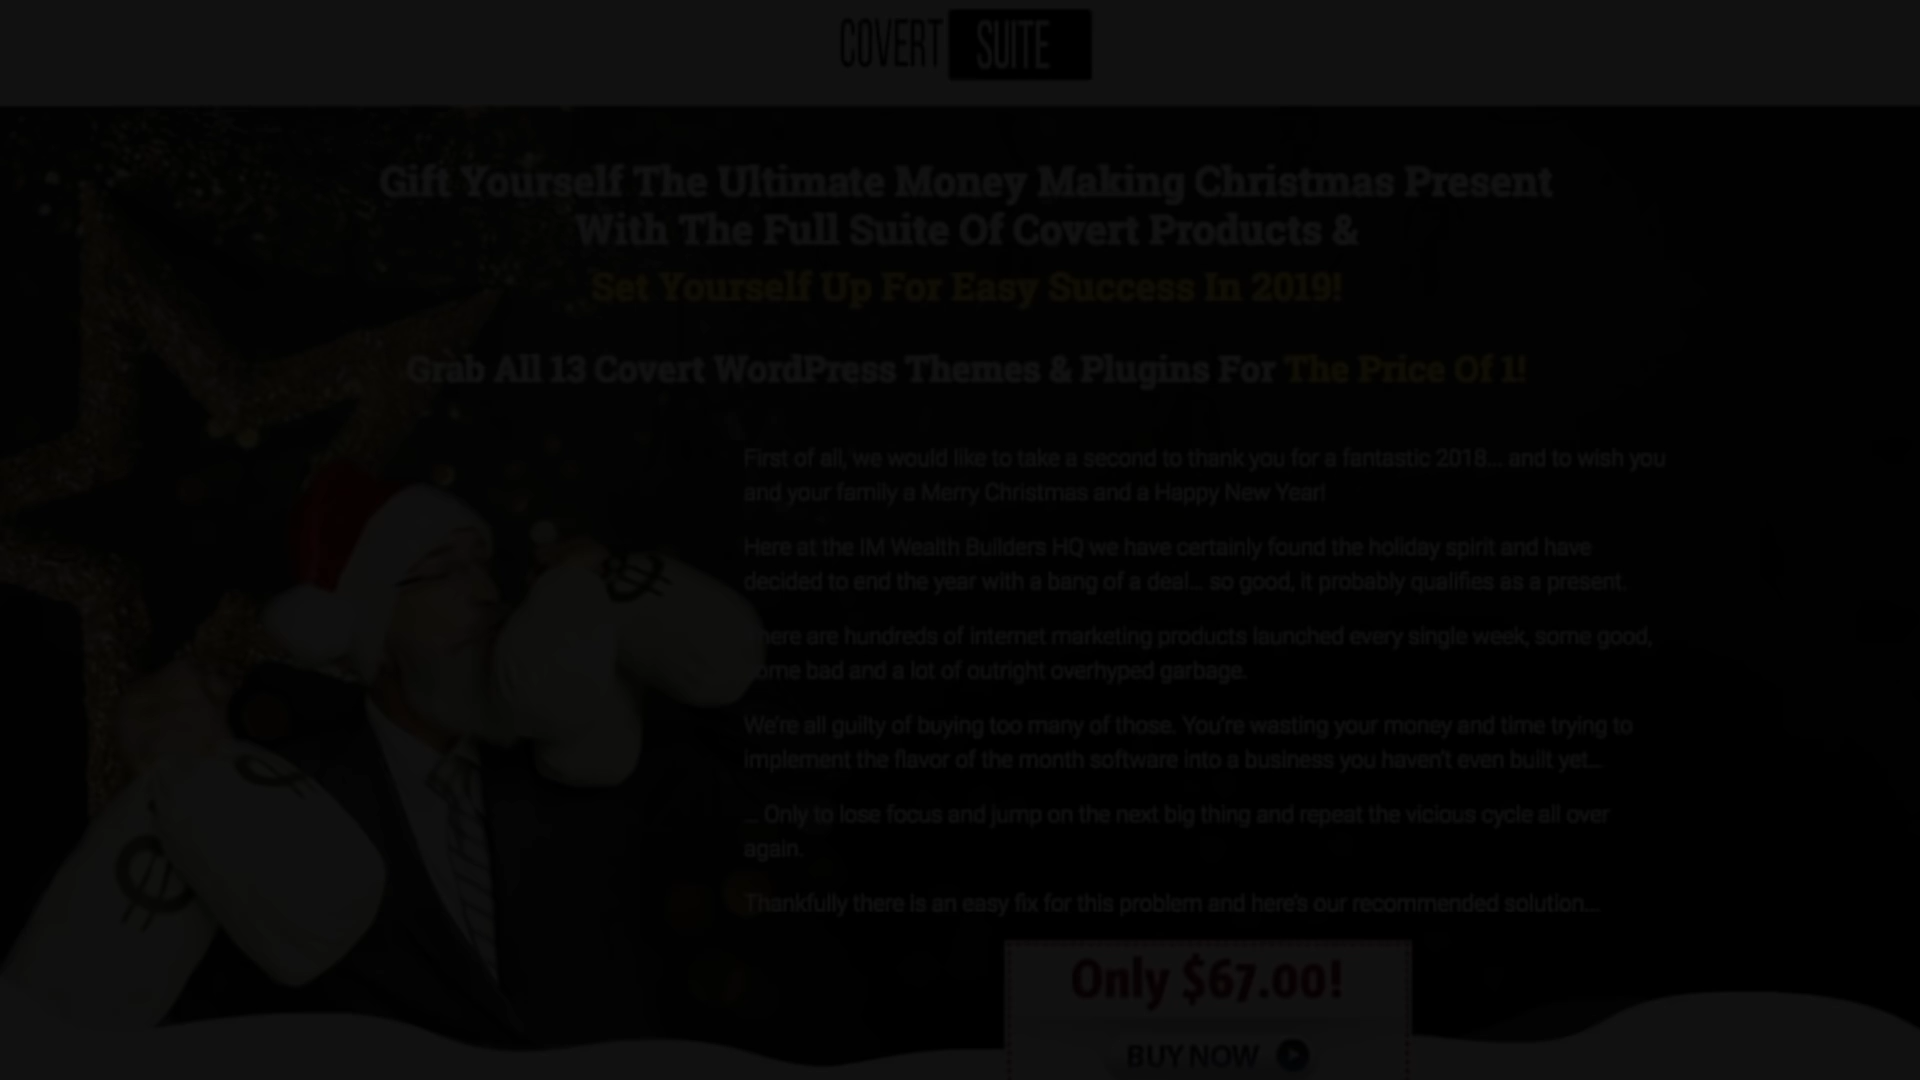 COVERT SUITE
Gift Yourself The Ultimate Money Making Christmas Present
With The Full Suite Of Covert Products &
Set Yourself Up For Easy Success In 2019!
Grab All 13 Covert WordPress Themes & Plugins For The Price Of 1!
First of all, we would like to take a second to thank you for a fantastic 2018... and to wish you
and your family a Merry Christmas and a Happy New Year!
Here at the IM Wealth Builders HQ we have certainly found the holiday spirit and have
decided to end the year with a bang of a deal... so good, it probably qualifies as a present.
There are hundreds of internet marketing products launched every single week, some good,
some bad and a lot of outright overhyped garbage.
We're all guilty of buying too many of those. You're wasting your money and time trying to
implement the flavor of the month software into a business you haven't even built yet...
... Only to lose focus and jump on the next big thing and repeat the vicious cycle all over
again.
Thankfully there is an easy fix for this problem and here's our recommended solution...
Only $67.00!
BUY NOW